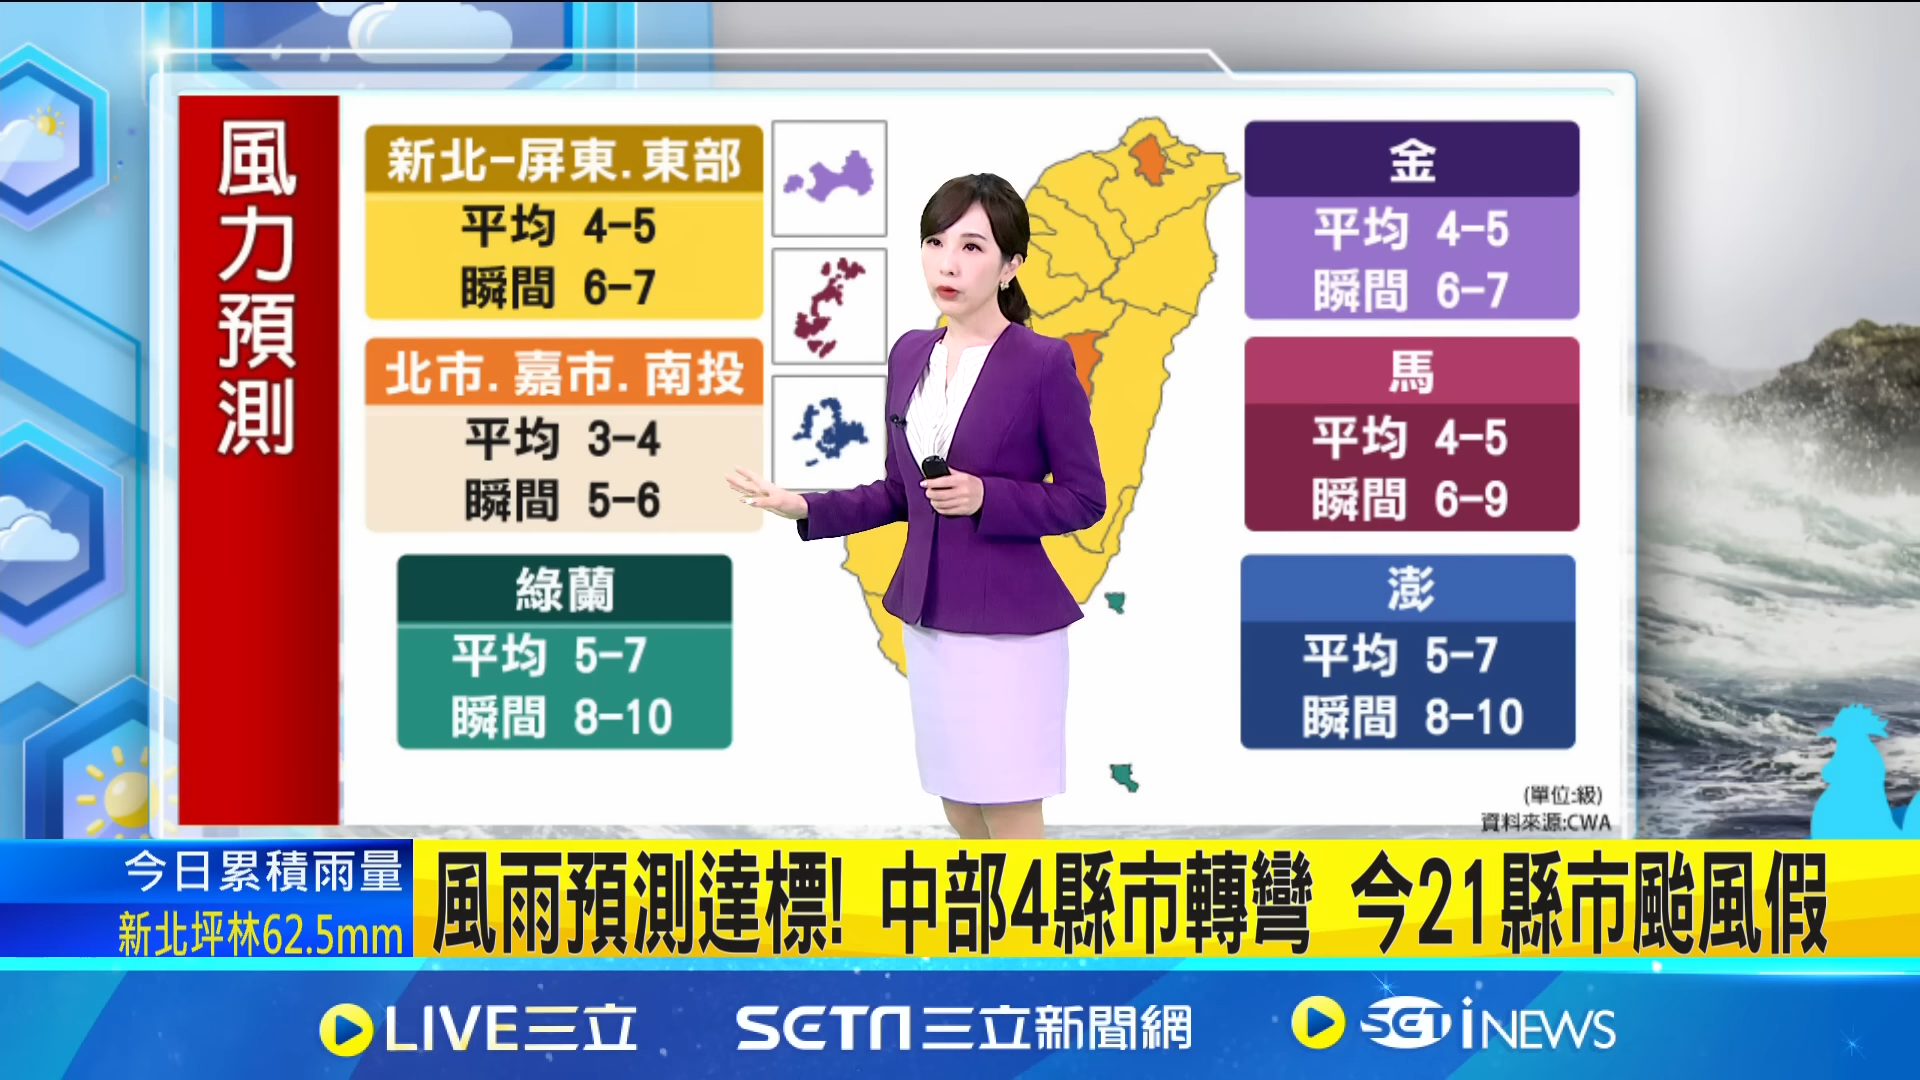 風力預測
新北-屏東.東部
平均 4-5
瞬間 6-7
北市.嘉市.南投
平均 3-4
瞬間 5-6
綠蘭
平均 5-7
瞬間 8-10
金
平均 4-5
瞬間 6-7
馬
平均 4-5
瞬間 6-9
澎
平均 5-7
瞬間 8-10
(單位:級)
資料來源:CWA
今日累積雨量
新北坪林62.5mm
風雨預測達標! 中部4縣市轉彎 今21縣市颱風假
LIVE三立
SETN三立新聞網
SET iNEWS